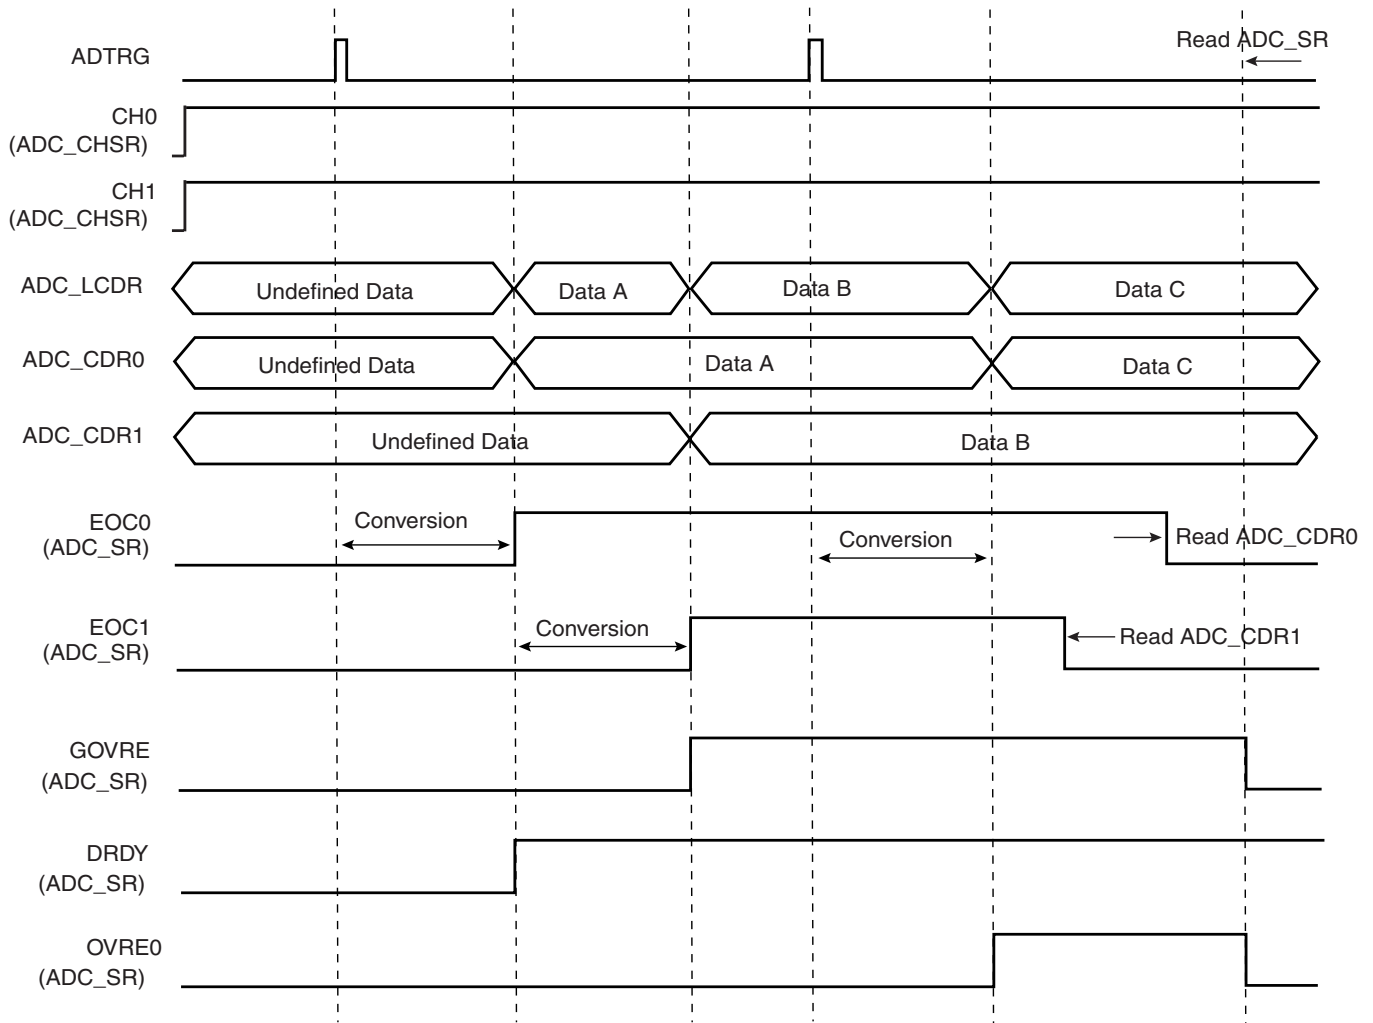 Read ADC_SR
ADTRG
CH0
(ADC_CHSR)
CH1
(ADC_CHSR)
ADC_LCDR
Undefined Data
Data A
Data B
Data C
ADC_CDR0
Undefined Data
Data A
Data C
ADC_CDR1
Undefined Data
Data B
EOC0
(ADC_SR)
Conversion
Conversion
Read ADC_CDR0
EOC1
(ADC_SR)
Conversion
Read ADC_CDR1
GOVRE
(ADC_SR)
DRDY
(ADC_SR)
OVRE0
(ADC_SR)